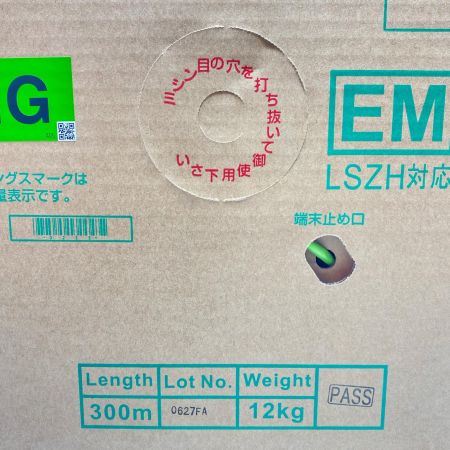 G
ミシン目の穴を打ち抜いて御使用下さい
EM
LSZH対応
ングスマークは
量表示です。
端末止め口
Length Lot No. Weight
300m 0627FA 12kg
PASS